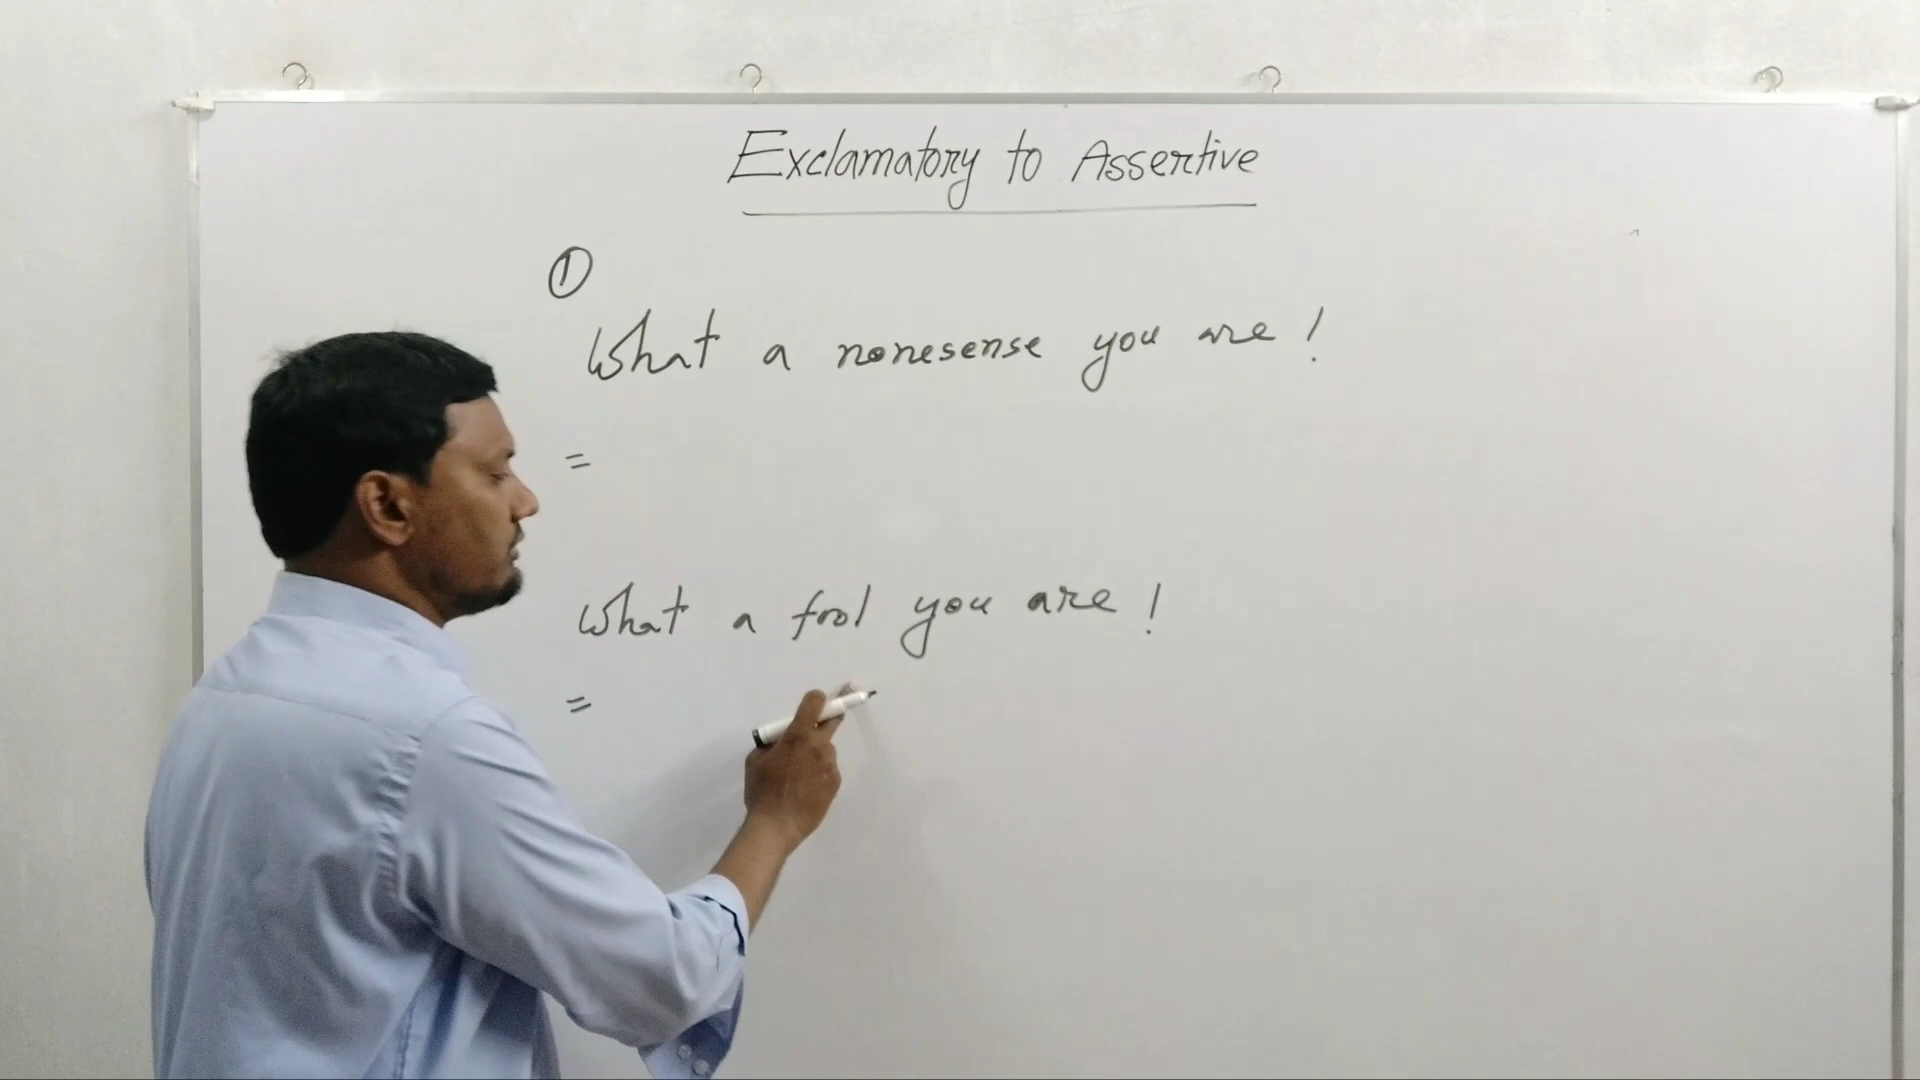 Exclamatory to Assertive
①
What a nonesense you are!
=
What a fool you are!
=